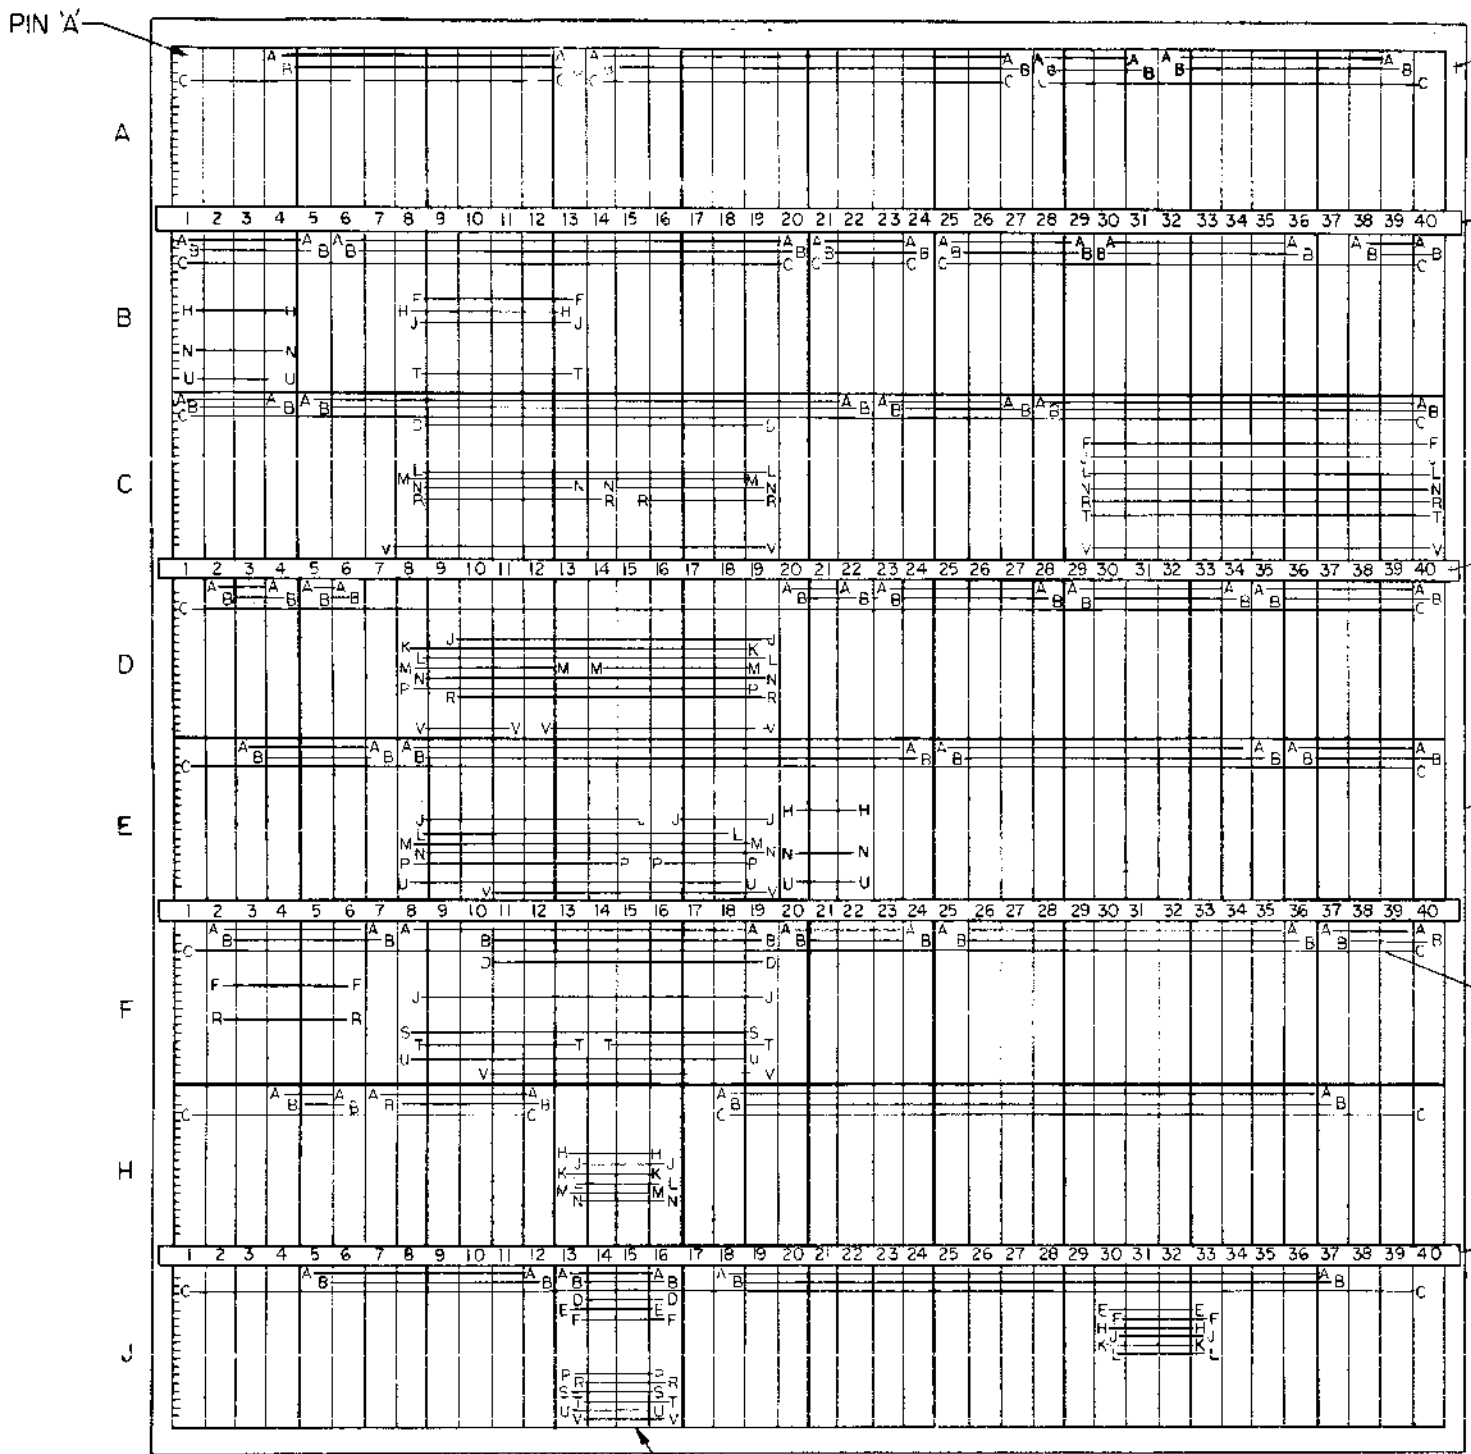 PIN 'A'
A B A A A A A A A
B B B B B B
C C C C C
A
1 2 3 4 5 6 7 8 9 10 11 12 13 14 15 16 17 18 19 20 21 22 23 24 25 26 27 28 29 30 31 32 33 34 35 36 37 38 39 40
A A A A A A A A A A A A
B B B B B B B B B B B B
C C C C C C
F F
H H H H
J J
B
N N
T T
U U
A A A A A A A A
B B B B B B B B
C C
F F
L L L L
M M
C
N N N N N N
R R R R R R
T T
V V V V
1 2 3 4 5 6 7 8 9 10 11 12 13 14 15 16 17 18 19 20 21 22 23 24 25 26 27 28 29 30 31 32 33 34 35 36 37 38 39 40
A A A A A A A A A A A A
B B B B B B B B B B B B
C C
J J
K K
L L
D
M M M M
N N
P P
R R
V V V V
A A A A A A A A
B B B B B B B B
C C
H H
J J J J
L L
E
M M
N N N N
P P P P
U U U U
V V
1 2 3 4 5 6 7 8 9 10 11 12 13 14 15 16 17 18 19 20 21 22 23 24 25 26 27 28 29 30 31 32 33 34 35 36 37 38 39 40
A A A A A A A A A A
B B B B B B B B B B
C C
D D
F F
J J
F
R R
S S
T T T T
U U
V V
A A A A A A
B B R B B B
C C C C
H H
J J
K K
H
L L
M M
N N
1 2 3 4 5 6 7 8 9 10 11 12 13 14 15 16 17 18 19 20 21 22 23 24 25 26 27 28 29 30 31 32 33 34 35 36 37 38 39 40
A A A A A A
B B B B B B
C C
D D
E E E E
F F F F
H H
J J
K K
L L
J
P P
R R
S S
T T
U U
V V